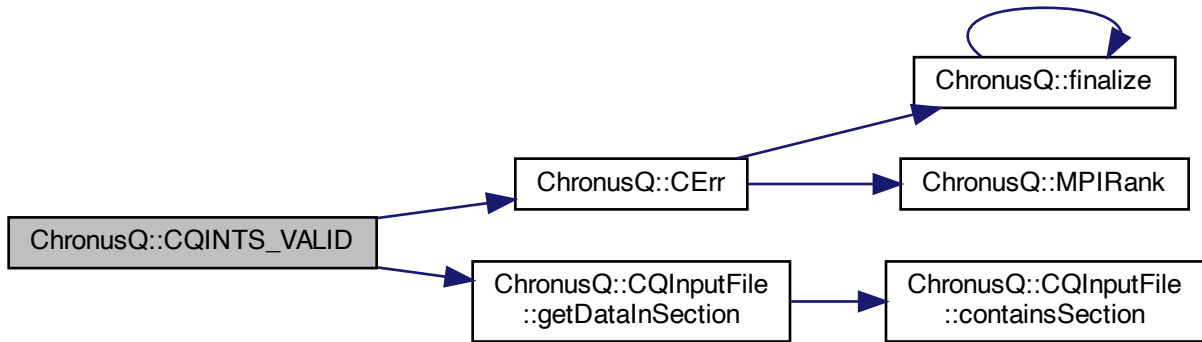 ChronusQ::finalize
ChronusQ::CErr
ChronusQ::MPIRank
ChronusQ::CQINTS_VALID
ChronusQ::CQInputFile
::getDataInSection
ChronusQ::CQInputFile
::containsSection